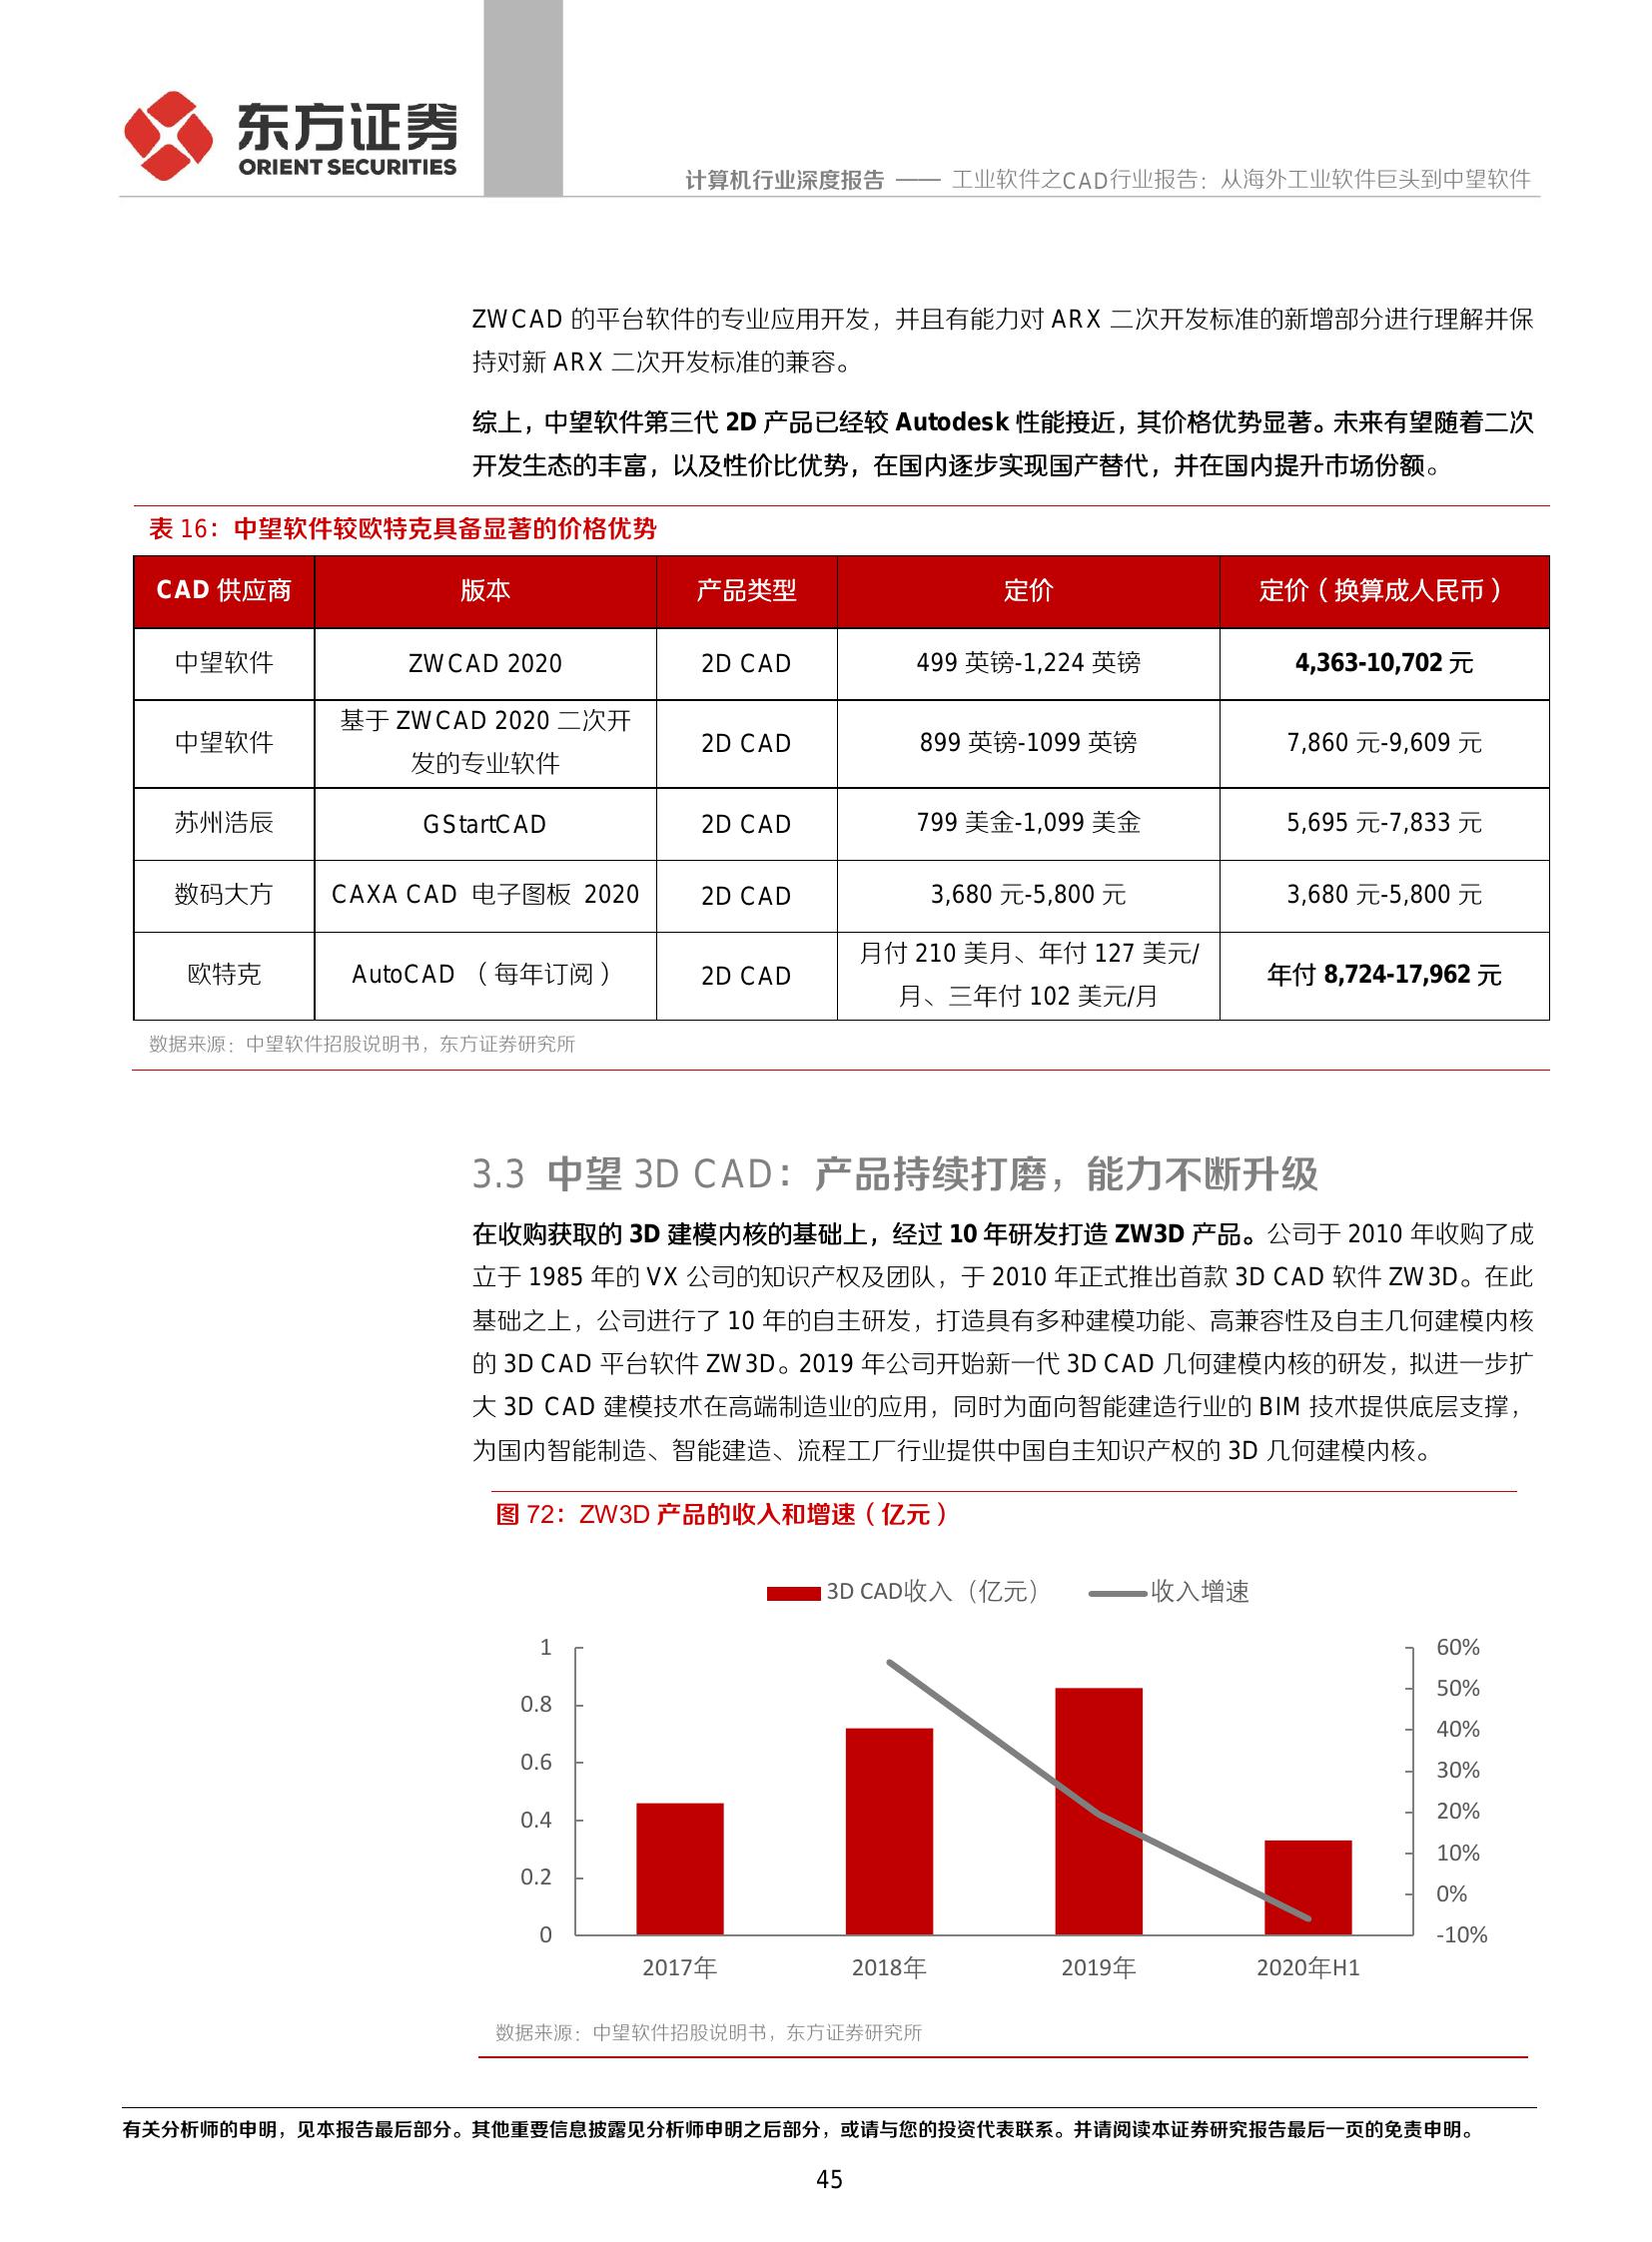 东方证券
ORIENT SECURITIES
计算机行业深度报告 —— 工业软件之CAD行业报告：从海外工业软件巨头到中望软件
ZWCAD 的平台软件的专业应用开发，并且有能力对 ARX 二次开发标准的新增部分进行理解并保
持对新 ARX 二次开发标准的兼容。
综上，中望软件第三代 2D 产品已经较 Autodesk 性能接近，其价格优势显著。未来有望随着二次
开发生态的丰富，以及性价比优势，在国内逐步实现国产替代，并在国内提升市场份额。
表 16：中望软件较欧特克具备显著的价格优势
CAD 供应商 版本 产品类型 定价 定价（换算成人民币）
中望软件 ZWCAD 2020 2D CAD 499 英镑-1,224 英镑 4,363-10,702 元
中望软件 基于 ZWCAD 2020 二次开
发的专业软件 2D CAD 899 英镑-1099 英镑 7,860 元-9,609 元
苏州浩辰 GStartCAD 2D CAD 799 美金-1,099 美金 5,695 元-7,833 元
数码大方 CAXA CAD 电子图板 2020 2D CAD 3,680 元-5,800 元 3,680 元-5,800 元
欧特克 AutoCAD （每年订阅） 2D CAD 月付 210 美月、年付 127 美元/
月、三年付 102 美元/月 年付 8,724-17,962 元
数据来源：中望软件招股说明书，东方证券研究所
3.3 中望 3D CAD：产品持续打磨，能力不断升级
在收购获取的 3D 建模内核的基础上，经过 10 年研发打造 ZW3D 产品。公司于 2010 年收购了成
立于 1985 年的 VX 公司的知识产权及团队，于 2010 年正式推出首款 3D CAD 软件 ZW3D。在此
基础之上，公司进行了 10 年的自主研发，打造具有多种建模功能、高兼容性及自主几何建模内核
的 3D CAD 平台软件 ZW3D。2019 年公司开始新一代 3D CAD 几何建模内核的研发，拟进一步扩
大 3D CAD 建模技术在高端制造业的应用，同时为面向智能建造行业的 BIM 技术提供底层支撑，
为国内智能制造、智能建造、流程工厂行业提供中国自主知识产权的 3D 几何建模内核。
图 72：ZW3D 产品的收入和增速（亿元）
3D CAD收入（亿元） 收入增速
1 60%
50%
0.8
40%
0.6 30%
0.4 20%
10%
0.2
0%
0 -10%
2017年 2018年 2019年 2020年H1
数据来源：中望软件招股说明书，东方证券研究所
有关分析师的申明，见本报告最后部分。其他重要信息披露见分析师申明之后部分，或请与您的投资代表联系。并请阅读本证券研究报告最后一页的免责申明。
45